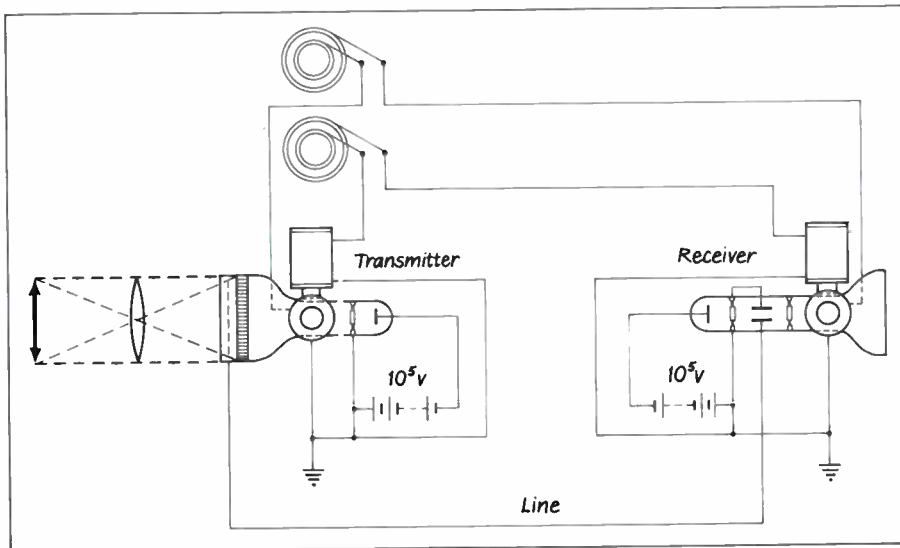 Transmitter
Receiver
10⁵v
10⁵v
Line